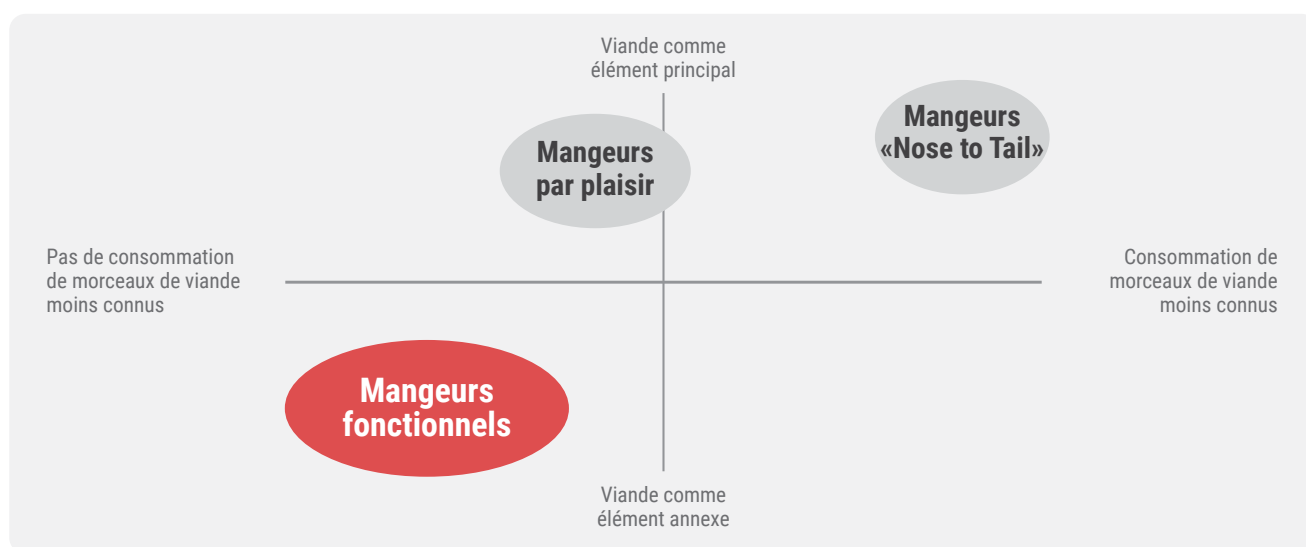 Viande comme
élément principal
Mangeurs
«Nose to Tail»
Mangeurs
par plaisir
Pas de consommation
de morceaux de viande
moins connus
Consommation de
morceaux de viande
moins connus
Mangeurs
fonctionnels
Viande comme
élément annexe